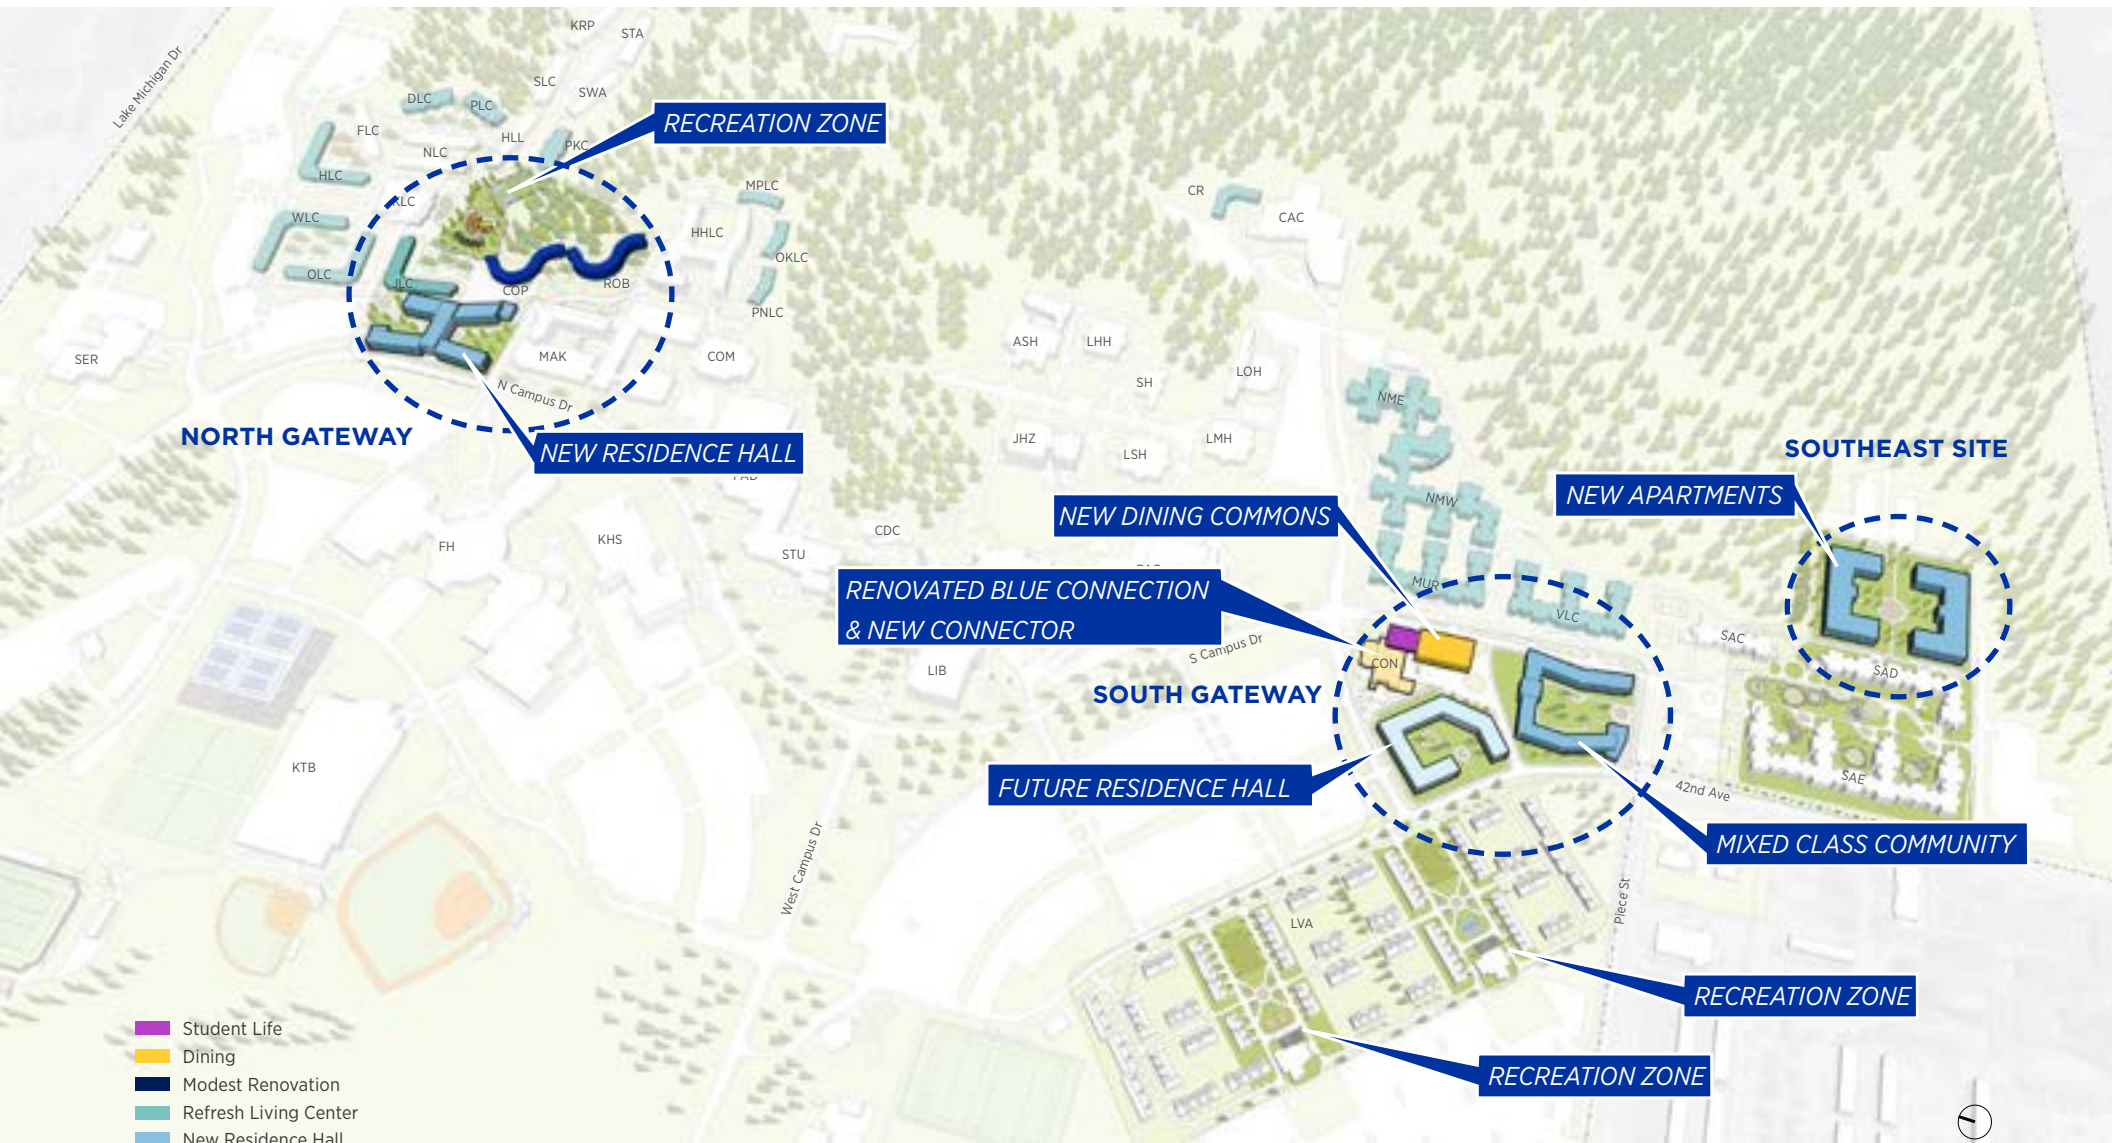 KRP
STA
Lake Michigan Dr
SLC
SWA
DLC
PLC
RECREATION ZONE
FLC
HLL
PKC
NLC
HLC
MPLC
KLC
CR
CAC
WLC
HHLC
OKLC
OLC
JLC
COP
ROB
PNLC
SER
MAK
COM
ASH
LHH
SH
LOH
N Campus Dr
NME
NORTH GATEWAY
NEW RESIDENCE HALL
JHZ
LSH
LMH
SOUTHEAST SITE
NEW APARTMENTS
NMW
NEW DINING COMMONS
FH
KHS
STU
CDC
RENOVATED BLUE CONNECTION
& NEW CONNECTOR
MUR
VLC
SAC
S Campus Dr
CON
LIB
SAD
SOUTH GATEWAY
KTB
FUTURE RESIDENCE HALL
SAE
42nd Ave
MIXED CLASS COMMUNITY
West Campus Dr
Piece St
LVA
RECREATION ZONE
RECREATION ZONE
Student Life
Dining
Modest Renovation
Refresh Living Center
New Residence Hall